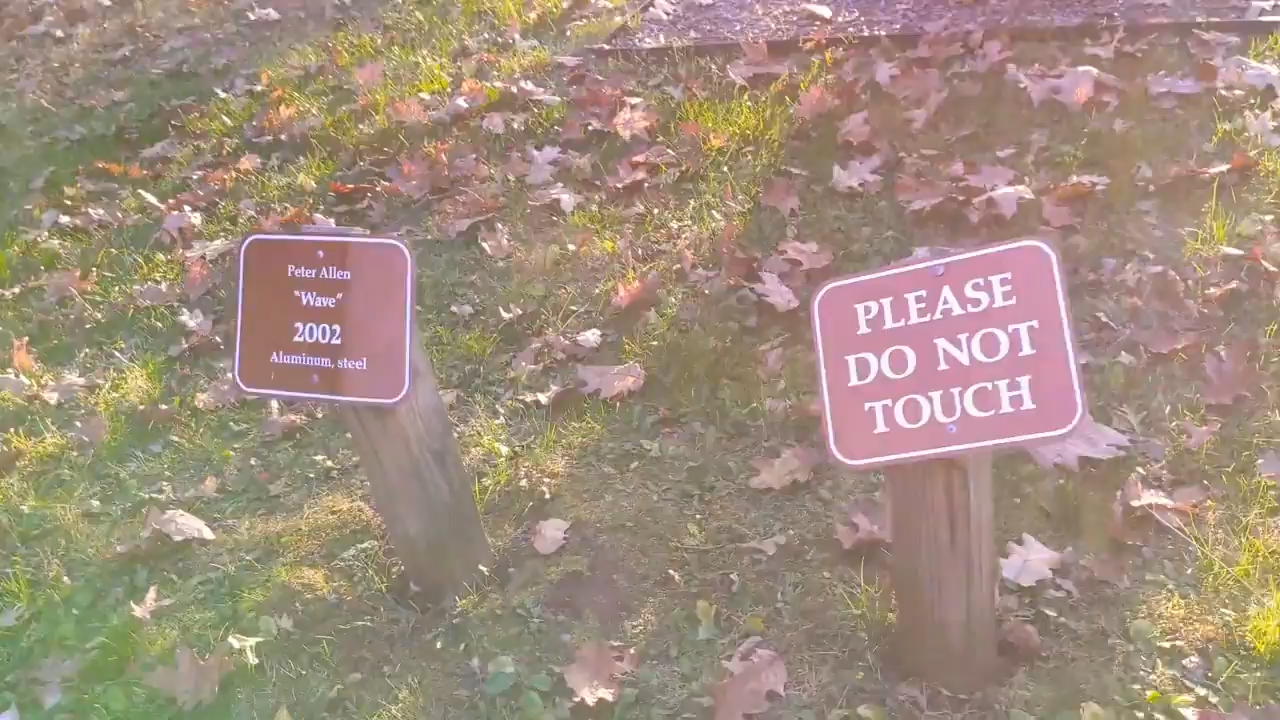 Peter Allen
"Wave"
2002
Aluminum, steel
PLEASE
DO NOT
TOUCH